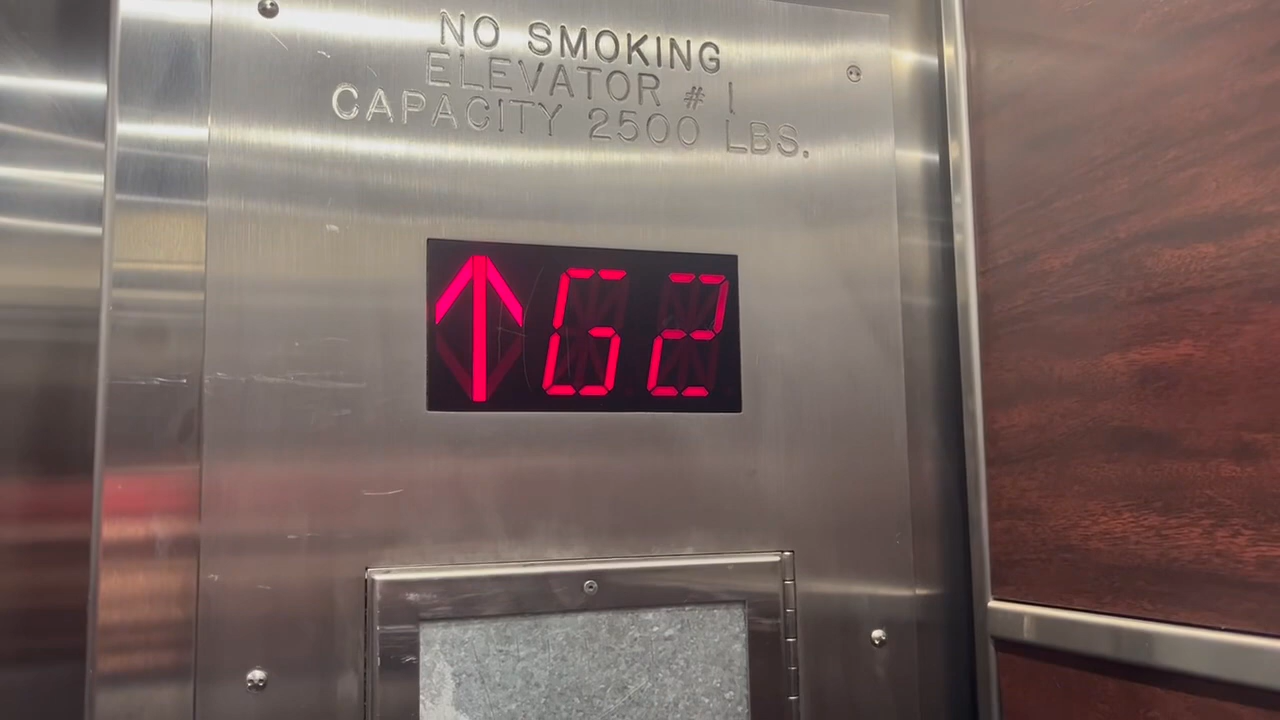 NO SMOKING
ELEVATOR # 1
CAPACITY 2500 LBS.
↑G2